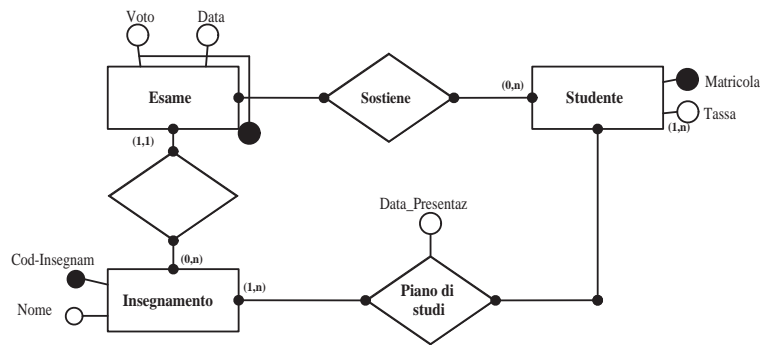 Voto
Data
Esame
Sostiene
(0,n)
Studente
Matricola
Tassa
(1,n)
(1,1)
Data_Presentaz
(0,n)
Cod-Insegnam
Insegnamento
(1,n)
Piano di
studi
Nome